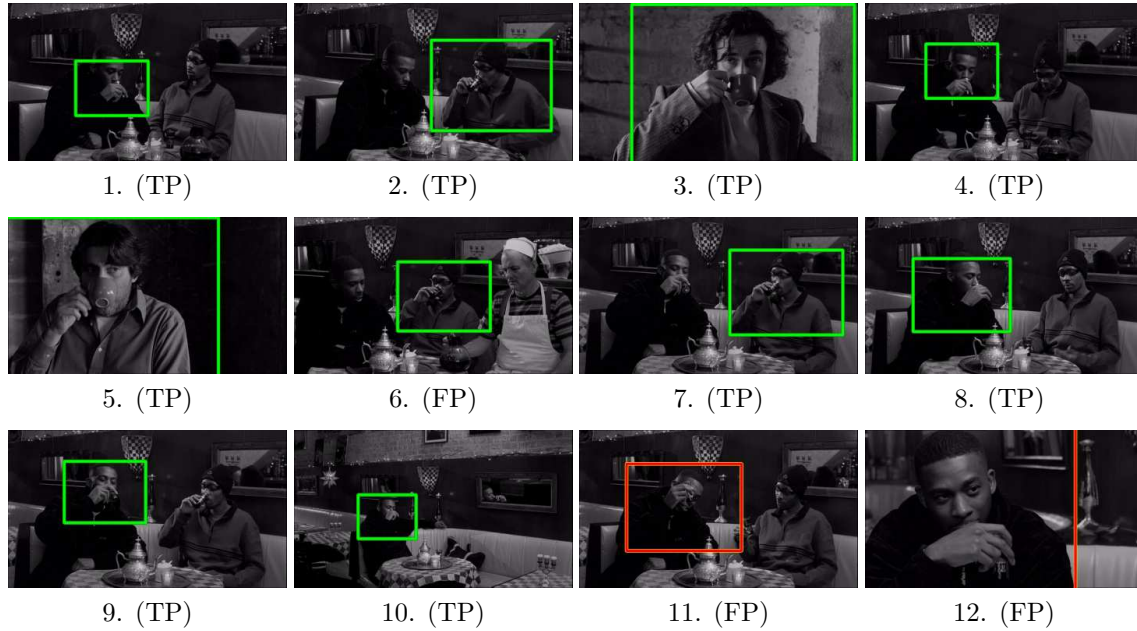 1. (TP)
2. (TP)
3. (TP)
4. (TP)
5. (TP)
6. (FP)
7. (TP)
8. (TP)
9. (TP)
10. (TP)
11. (FP)
12. (FP)